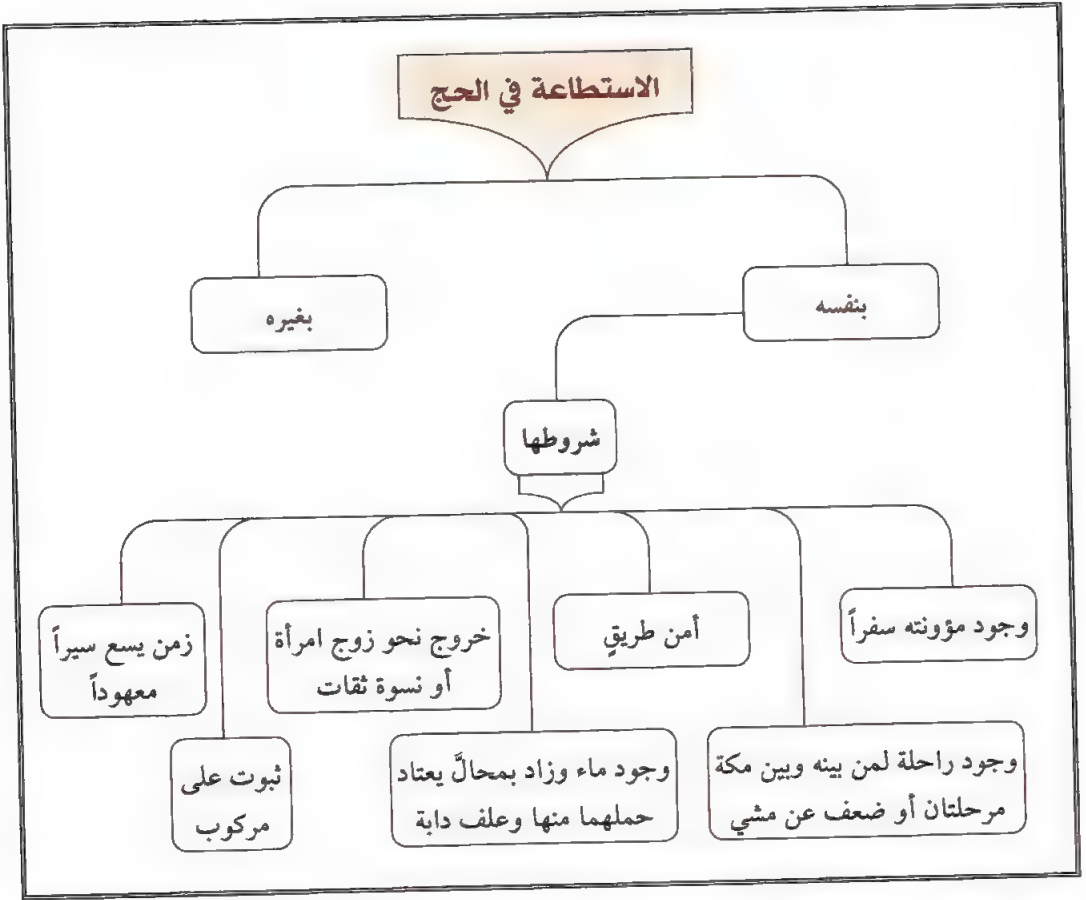 الاستطاعة في الحج
بنفسه
بغيره
شروطها
وجود مؤونته سفراً
وجود راحلة لمن بينه وبين مكة
مرحلتان أو ضعف عن مشي
أمن طريقٍ
وجود ماء وزاد بمحالَّ يعتاد
حملهما منها وعلف دابة
خروج نحو زوج امرأة
أو نسوة ثقات
ثبوت على
مركوب
زمن يسع سيراً
معهوداً